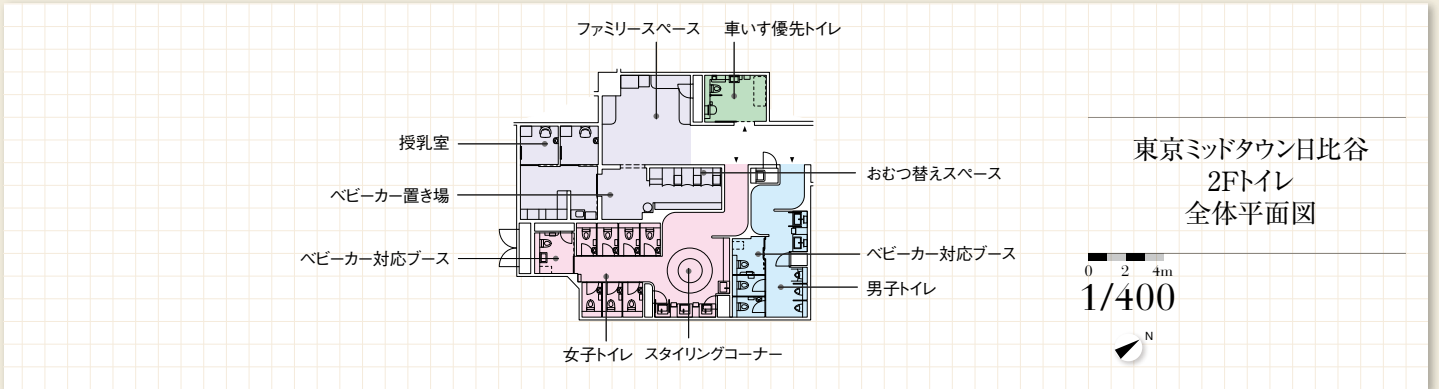 ファミリースペース
車いす優先トイレ
授乳室
ベビーカー置き場
おむつ替えスペース
ベビーカー対応ブース
ベビーカー対応ブース
男子トイレ
女子トイレ
スタイリングコーナー
東京ミッドタウン日比谷
2Fトイレ
全体平面図
0 2 4m
1/400
N